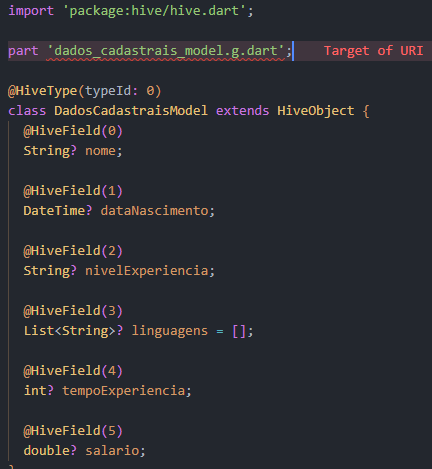 import 'package:hive/hive.dart';
part 'dados_cadastrais_model.g.dart'; Target of URI
@HiveType(typeId: 0)
class DadosCadastraisModel extends HiveObject {
@HiveField(0)
String? nome;
@HiveField(1)
DateTime? dataNascimento;
@HiveField(2)
String? nivelExperiencia;
@HiveField(3)
List<String>? linguagens = [];
@HiveField(4)
int? tempoExperiencia;
@HiveField(5)
double? salario;
}